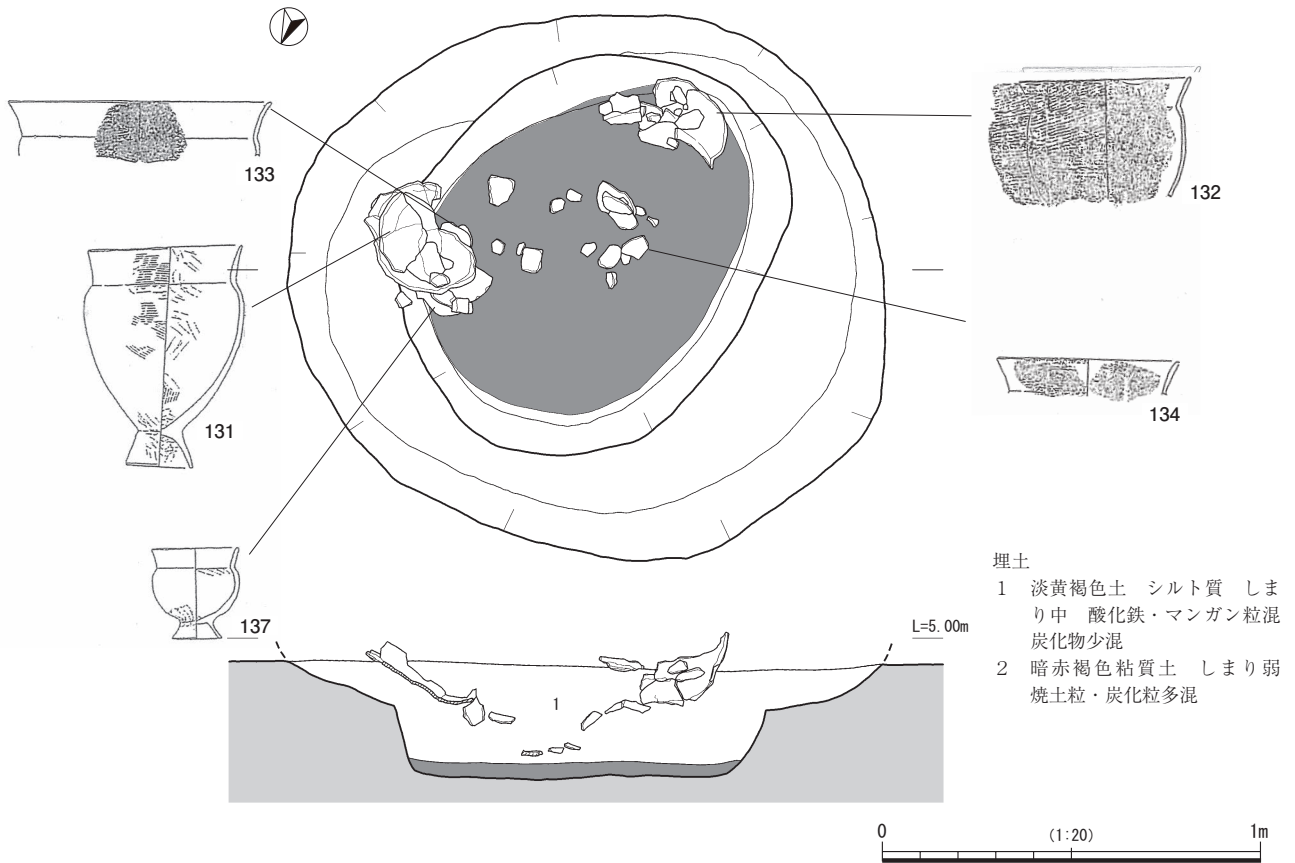 133
132
131
134
137
L=5.00m
1
埋土
1 淡黄褐色土 シルト質 しま
り中 酸化鉄・マンガン粒混
炭化物少混
2 暗赤褐色粘質土 しまり弱
焼土粒・炭化粒多混
0 (1:20) 1m